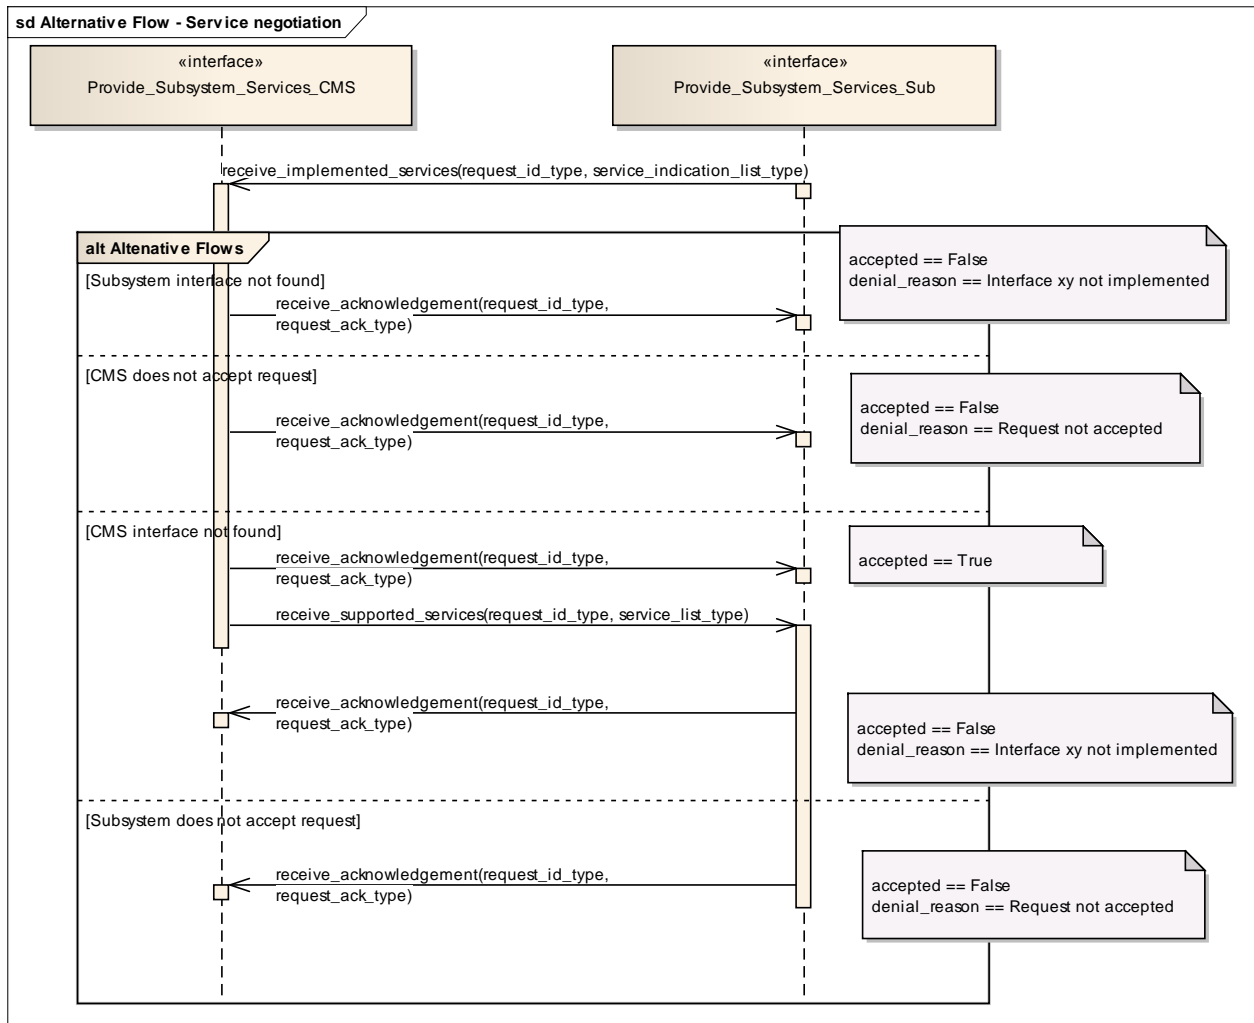 sd Alternative Flow - Service negotiation
«interface»
Provide_Subsystem_Services_CMS
«interface»
Provide_Subsystem_Services_Sub
receive_implemented_services(request_id_type, service_indication_list_type)
alt Altenative Flows
[Subsystem interface not found]
accepted == False
denial_reason == Interface xy not implemented
receive_acknowledgement(request_id_type,
request_ack_type)
[CMS does not accept request]
accepted == False
denial_reason == Request not accepted
receive_acknowledgement(request_id_type,
request_ack_type)
[CMS interface not found]
receive_acknowledgement(request_id_type,
request_ack_type)
accepted == True
receive_supported_services(request_id_type, service_list_type)
receive_acknowledgement(request_id_type,
request_ack_type)
accepted == False
denial_reason == Interface xy not implemented
[Subsystem does not accept request]
receive_acknowledgement(request_id_type,
request_ack_type)
accepted == False
denial_reason == Request not accepted